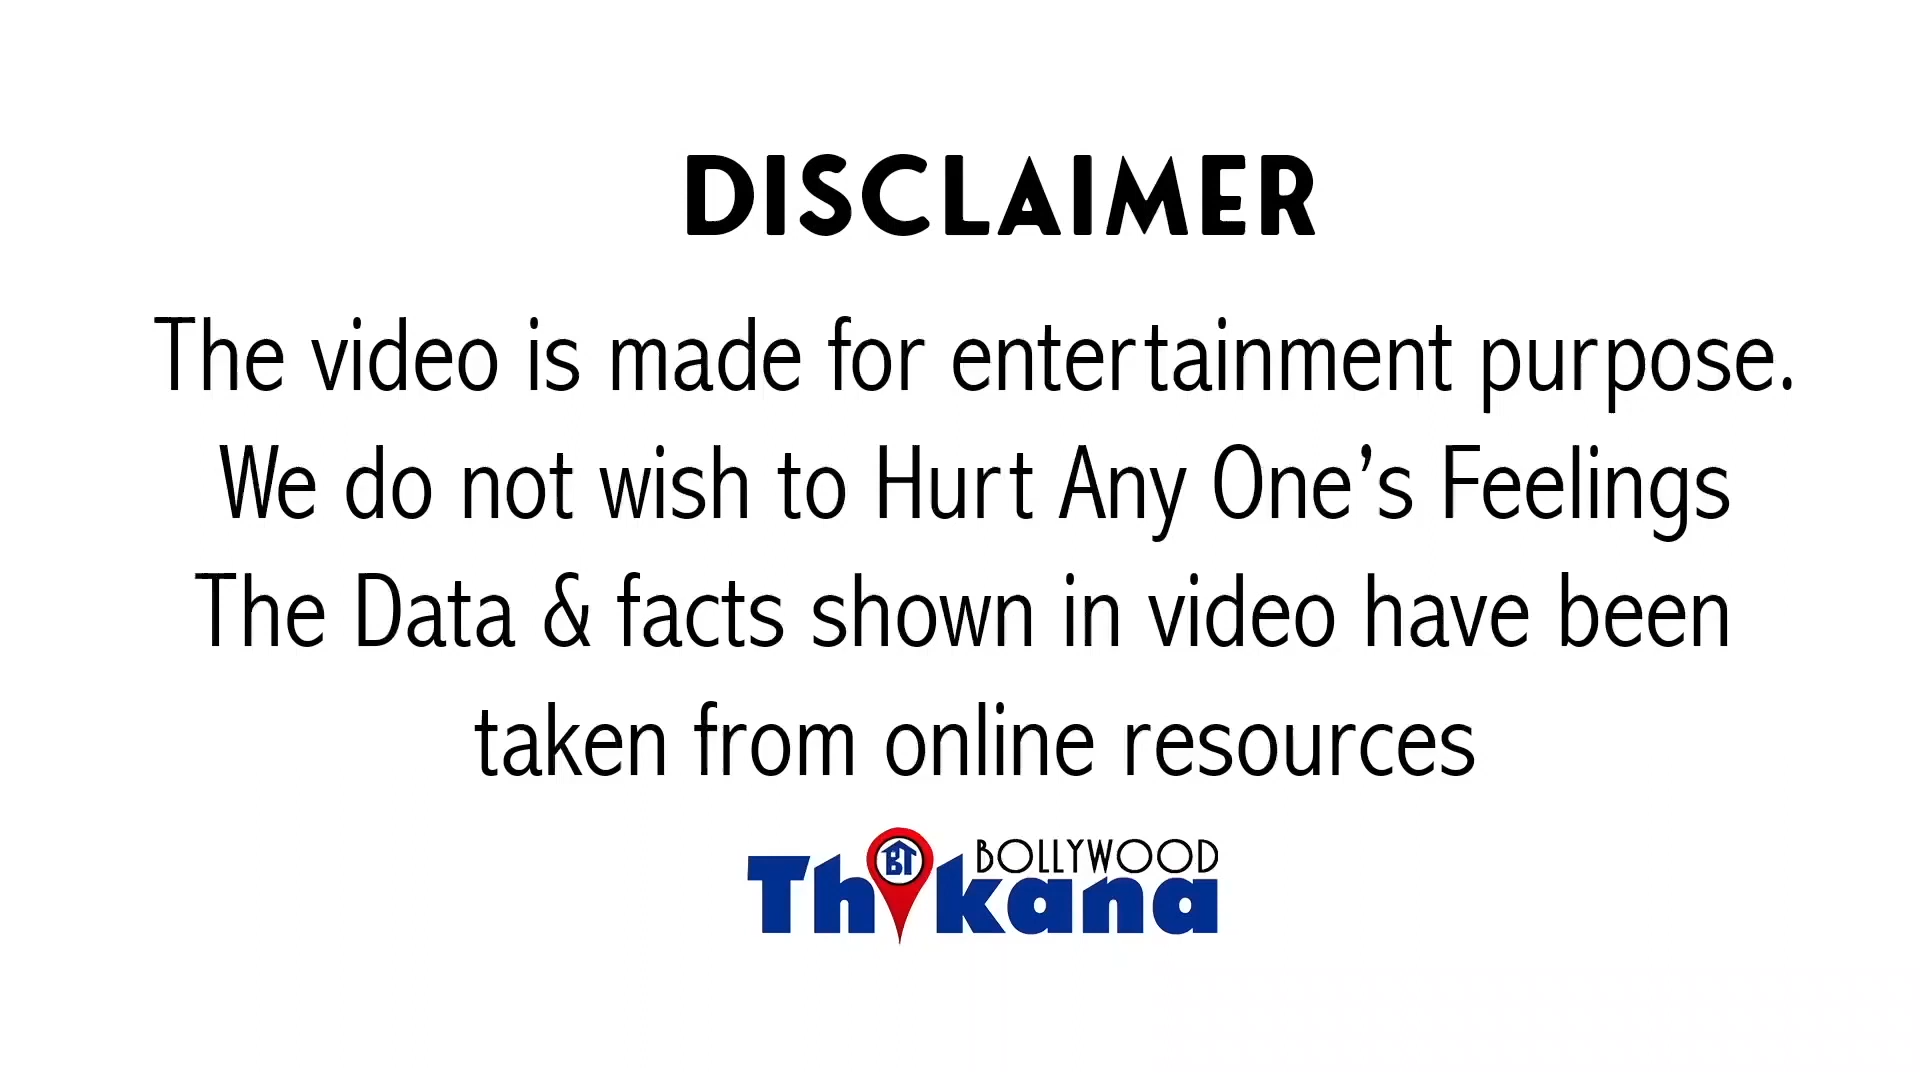 DISCLAIMER
The video is made for entertainment purpose.
We do not wish to Hurt Any One’s Feelings
The Data & facts shown in video have been
taken from online resources
BT
BOLLYWOOD
Thikana